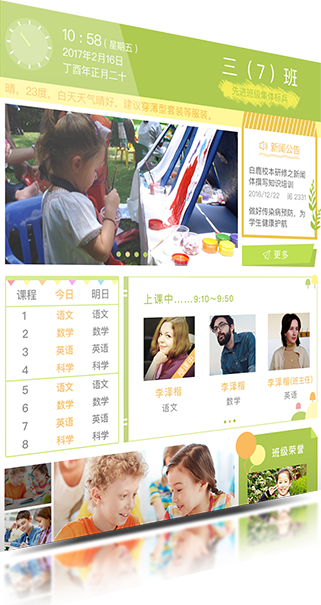 10：58（星期五）
2017年2月16日
丁酉年正月二十
三（7）班
先进班级集体标兵
晴，23度，白天天气晴好，建议穿薄型套装等服装。
新闻公告
白鹿校本研修之新闻
体撰写知识培训
2016/12/22 阅 2331
做好传染病预防，为
学生健康护航
更多
课程 今日 明日
1 语文 语文
2 数学 数学
3 英语 英语
4 科学 科学
5 语文 语文
6 数学 数学
7 英语 英语
8 科学 科学
上课中……9:10~9:50
李泽楷
语文
李泽楷
数学
李泽楷(班主任)
英语
班级荣誉